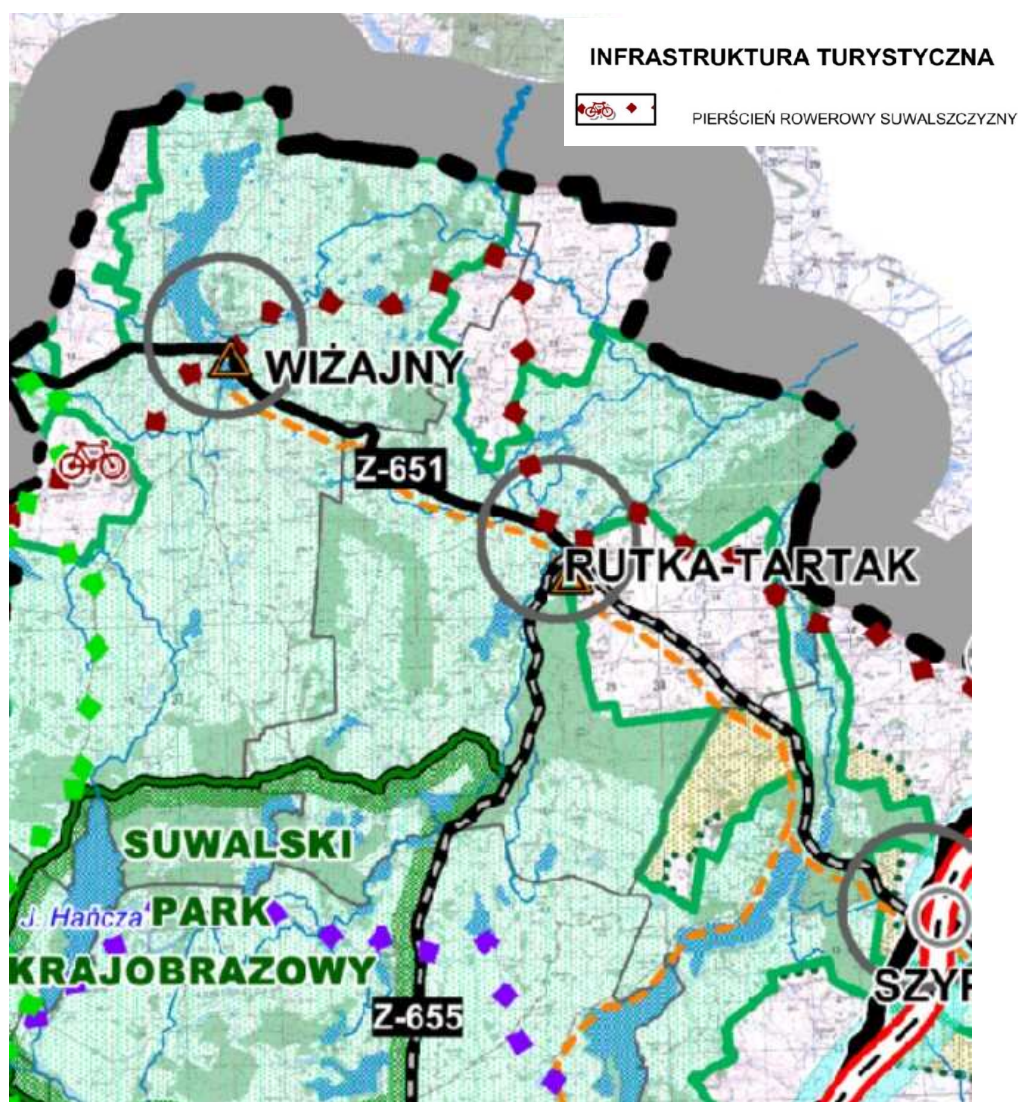 INFRASTRUKTURA TURYSTYCZNA
PIERŚCIEŃ ROWEROWY SUWALSZCZYZNY
WIŻAJNY
Z-651
RUTKA-TARTAK
SUWALSKI
J. Hańcza PARK
KRAJOBRAZOWY
SZYP
Z-655